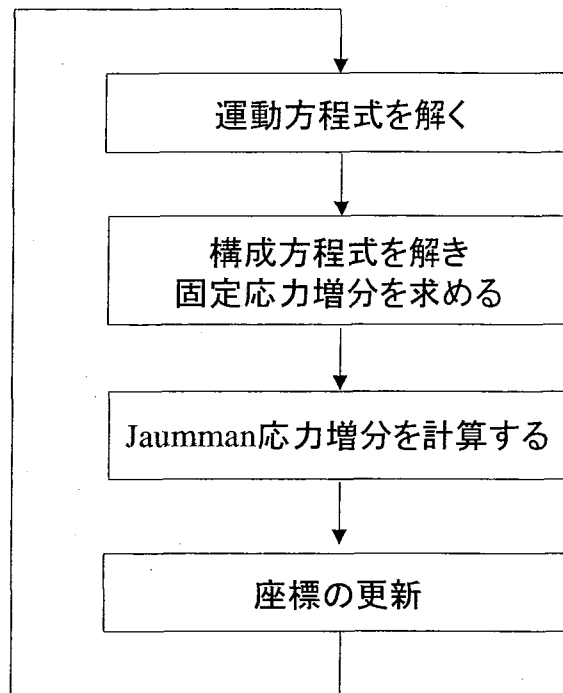 運動方程式を解く
構成方程式を解き
固定応力増分を求める
Jaumman応力増分を計算する
座標の更新